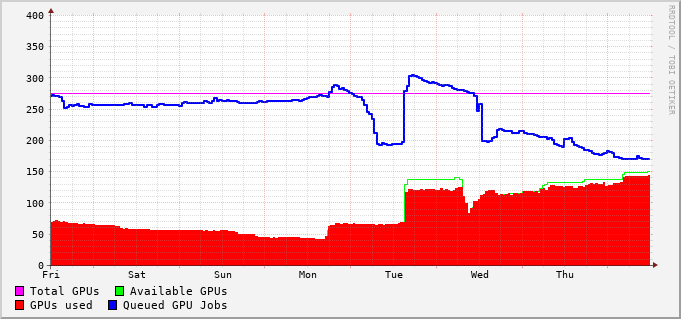 400
350
300
250
200
150
100
50
0
Fri Sat Sun Mon Tue Wed Thu
Total GPUs Available GPUs
GPUs used Queued GPU Jobs
RRDTOOL / TOBI OETIKER